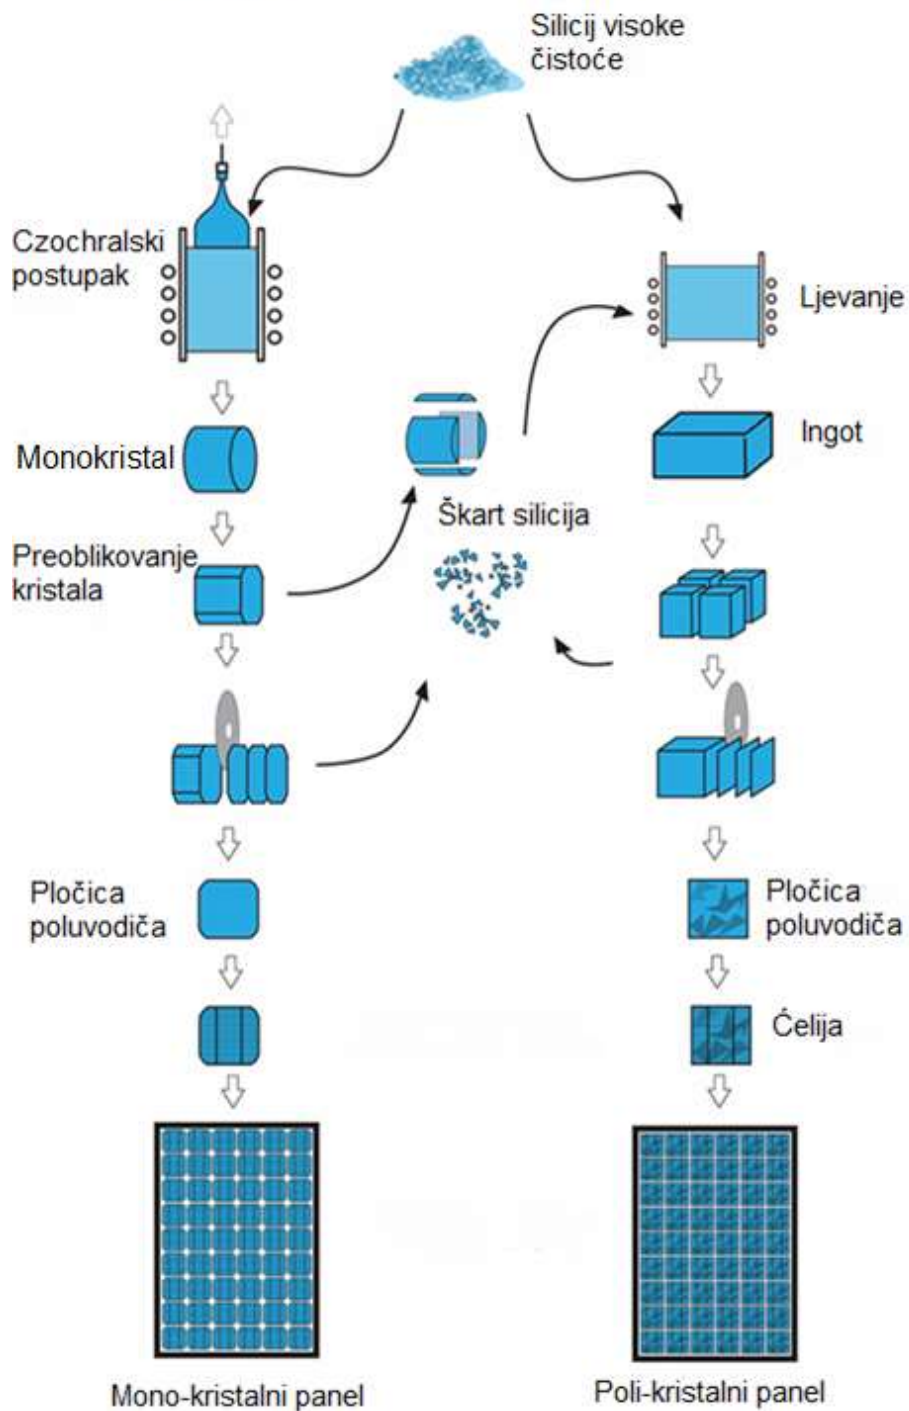 Silicij visoke
čistoće
Czochralski
postupak
Ljevanje
Monokristal
Ingot
Škart silicija
Preoblikovanje
kristala
Pločica
poluvodiča
Pločica
poluvodiča
Ćelija
Mono-kristalni panel
Poli-kristalni panel